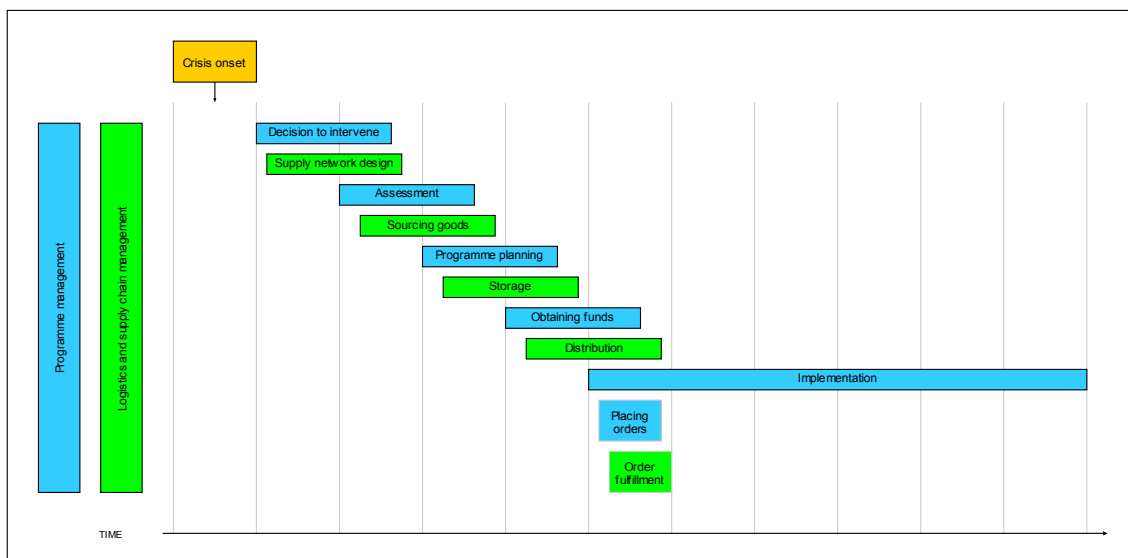 Crisis onset
Decision to intervene
Supply network design
Assessment
Sourcing goods
Programme planning
Storage
Obtaining funds
Distribution
Implementation
Placing
orders
Order
fulfillment
Programme management
Logistics and supply chain management
TIME